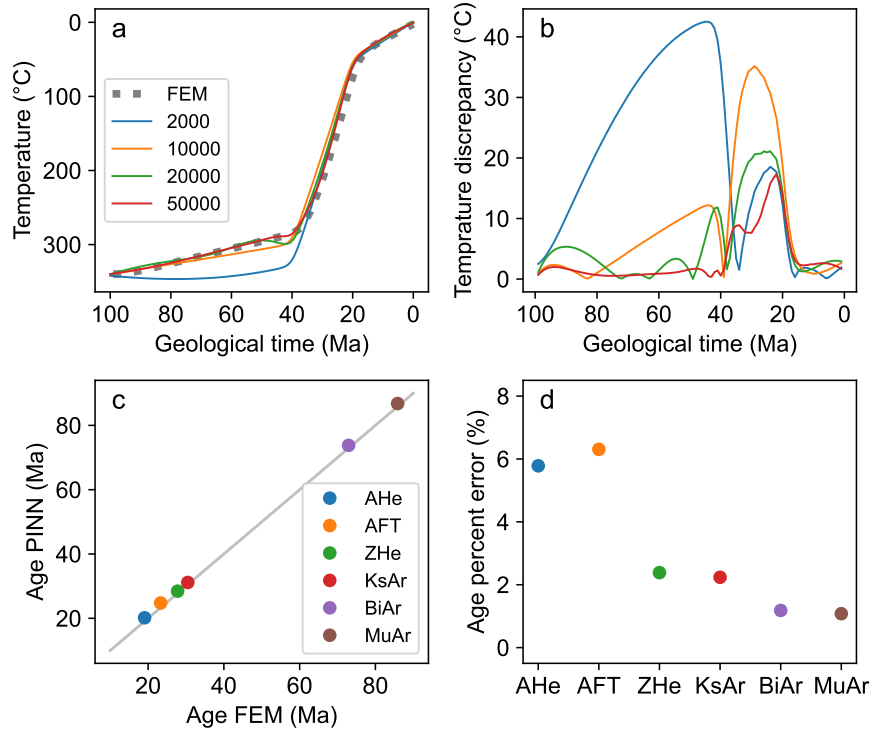 a
0
100
200
300
Temperature (°C)
FEM
2000
10000
20000
50000
100 80 60 40 20 0
Geological time (Ma)
b
40
30
20
10
0
Temprature discrepancy (°C)
100 80 60 40 20 0
Geological time (Ma)
c
80
60
40
20
Age PINN (Ma)
AHe
AFT
ZHe
KsAr
BiAr
MuAr
20 40 60 80
Age FEM (Ma)
d
8
6
4
2
0
Age percent error (%)
AHe AFT ZHe KsAr BiAr MuAr